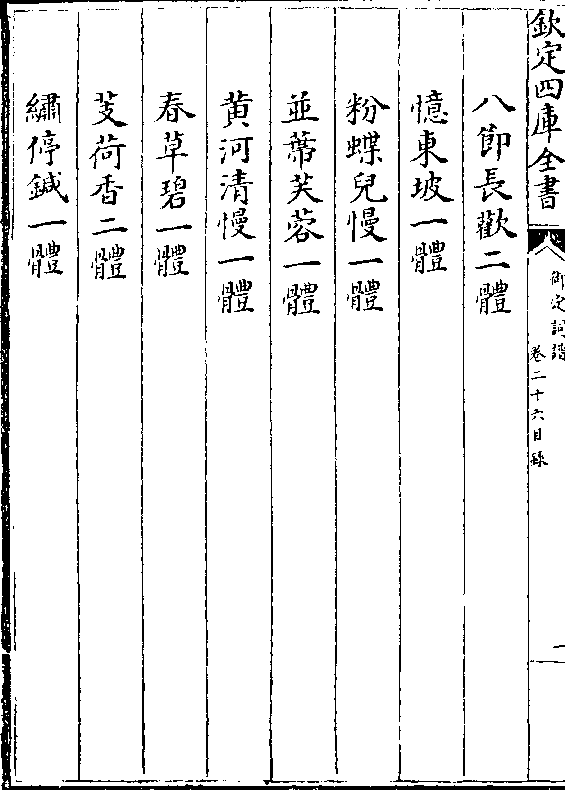 欽定四庫全書
御定詞譜
卷二十六目錄
八節長歡二體
憶東坡一體
粉蝶兒慢一體
並蔕芙蓉一體
黃河清慢一體
春草碧一體
芰荷香二體
繡停鍼一體